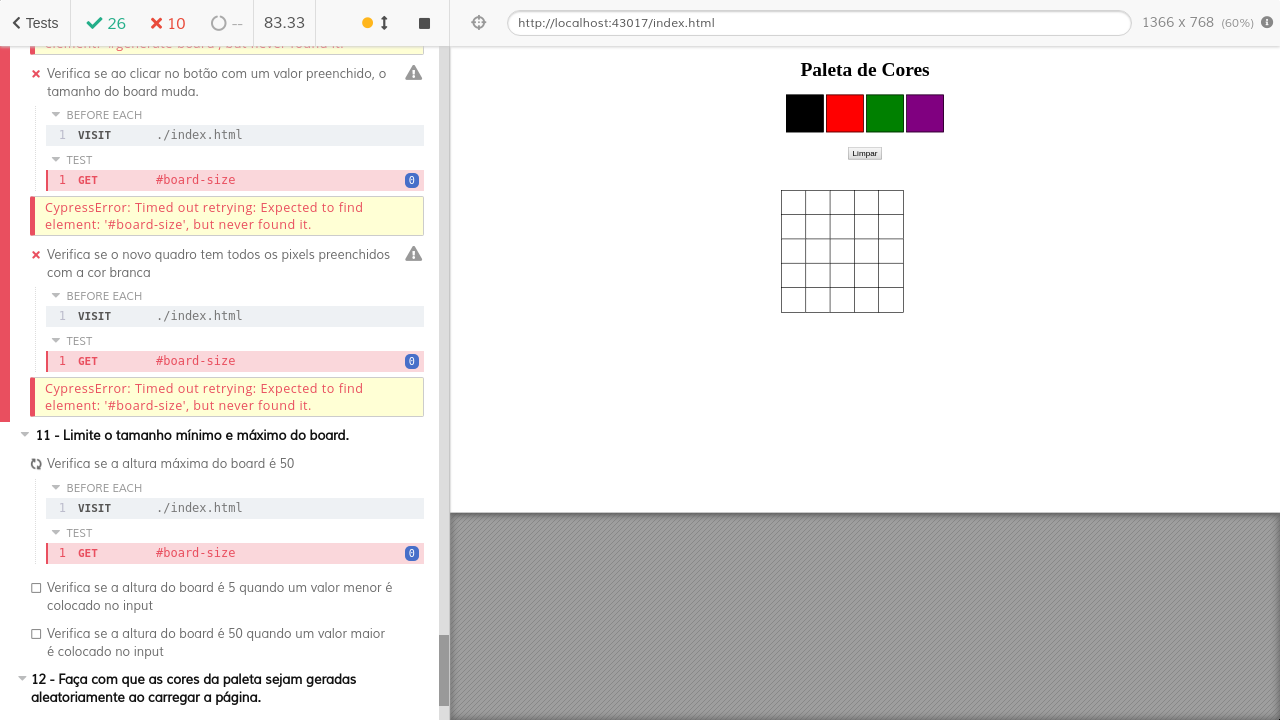 Tests
26
10
--
83.33
http://localhost:43017/index.html
1366 x 768 (60%)
element: '#generate-board', but never found it.
Verifica se ao clicar no botão com um valor preenchido, o
tamanho do board muda.
BEFORE EACH
1 VISIT ./index.html
TEST
1 GET #board-size 0
CypressError: Timed out retrying: Expected to find
element: '#board-size', but never found it.
Verifica se o novo quadro tem todos os pixels preenchidos
com a cor branca
BEFORE EACH
1 VISIT ./index.html
TEST
1 GET #board-size 0
CypressError: Timed out retrying: Expected to find
element: '#board-size', but never found it.
11 - Limite o tamanho mínimo e máximo do board.
Verifica se a altura máxima do board é 50
BEFORE EACH
1 VISIT ./index.html
TEST
1 GET #board-size 0
Verifica se a altura do board é 5 quando um valor menor é
colocado no input
Verifica se a altura do board é 50 quando um valor maior
é colocado no input
12 - Faça com que as cores da paleta sejam geradas
aleatoriamente ao carregar a página.
Paleta de Cores
Limpar